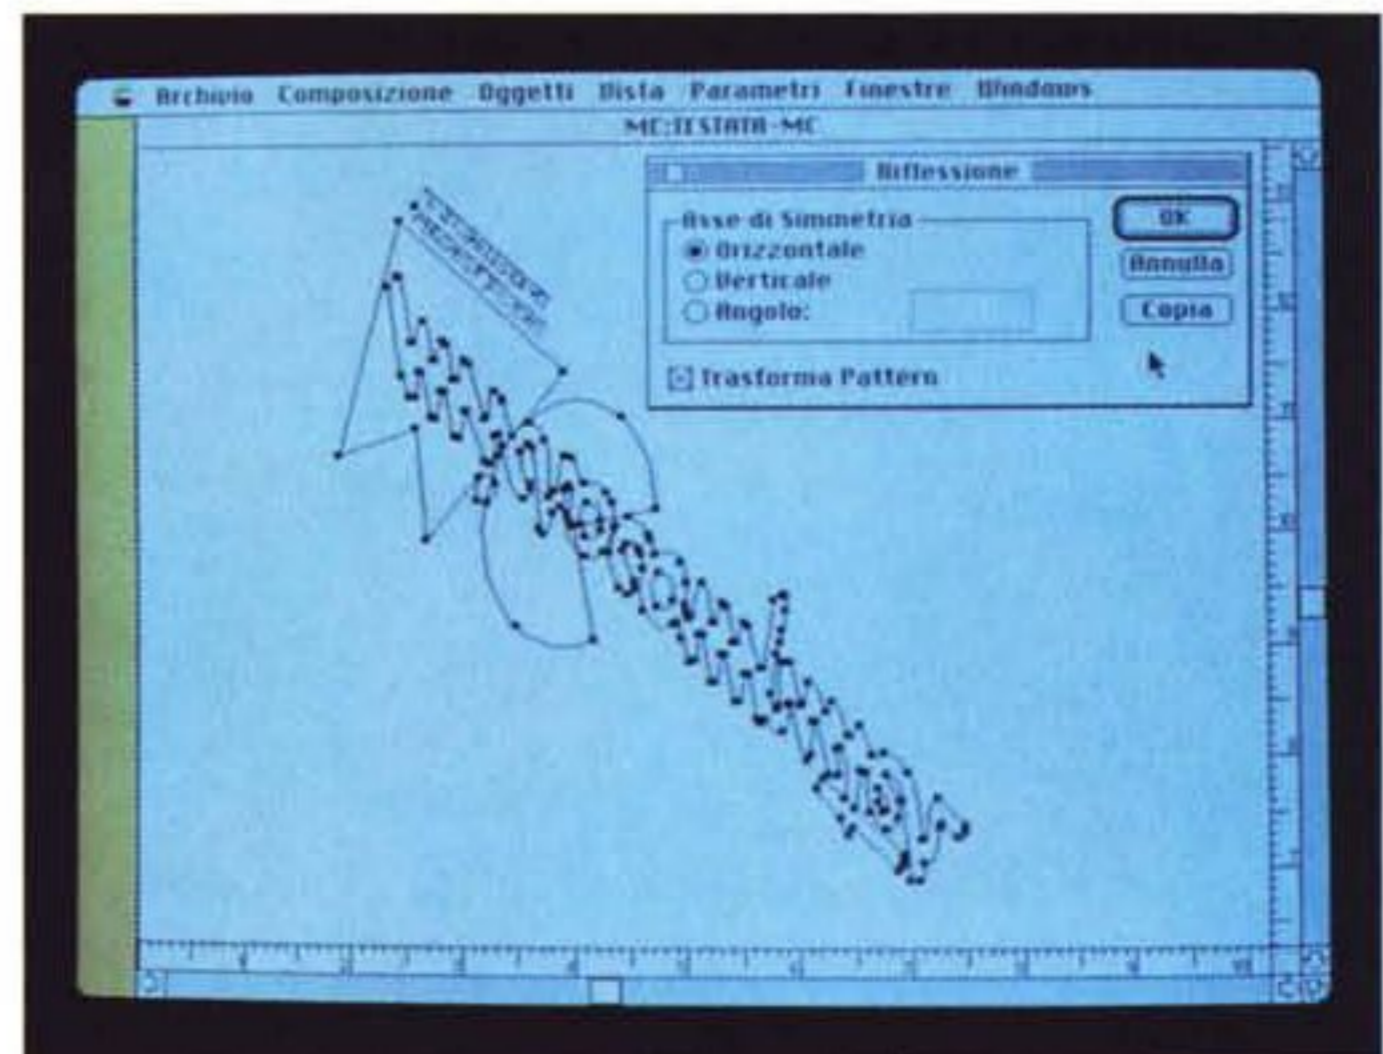 Archivio Composizione Oggetti Vista Parametri Finestre Windows
MC:TESTATA-MC
Riflessione
Asse di Simmetria
Orizzontale
Verticale
Angolo:
Trasforma Pattern
OK
Annulla
Copia